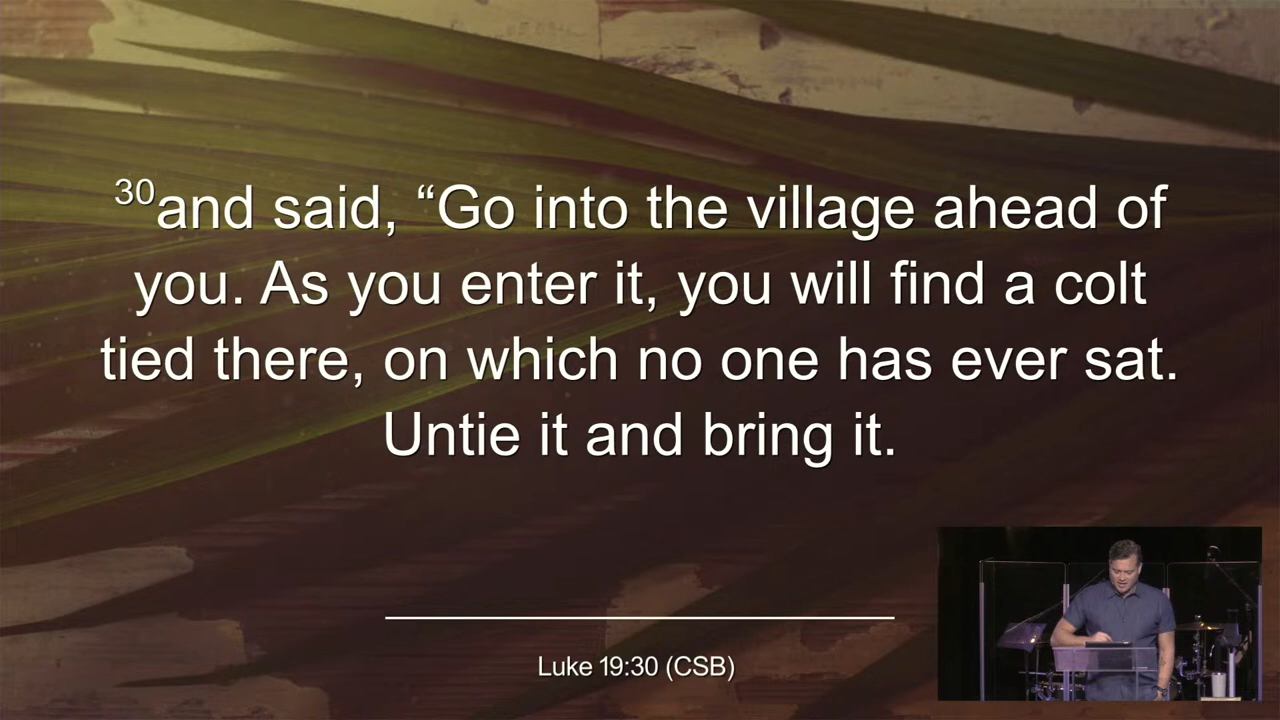 30and said, “Go into the village ahead of
you. As you enter it, you will find a colt
tied there, on which no one has ever sat.
Untie it and bring it.
Luke 19:30 (CSB)